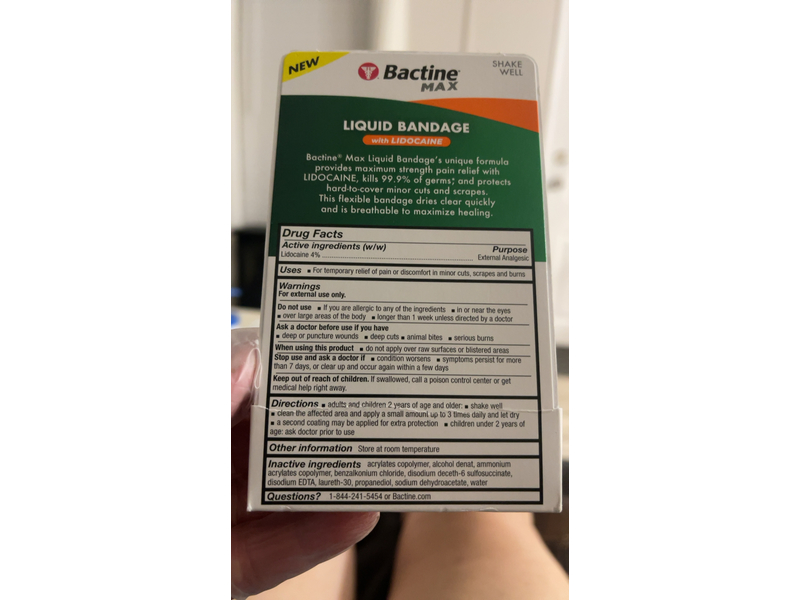 NEW
Bactine®
MAX
SHAKE
WELL
LIQUID BANDAGE
with LIDOCAINE
Bactine® Max Liquid Bandage's unique formula
provides maximum strength pain relief with
LIDOCAINE, kills 99.9% of germs‡ and protects
hard-to-cover minor cuts and scrapes.
This flexible bandage dries clear quickly
and is breathable to maximize healing.
Drug Facts
Active ingredients (w/w) Purpose
Lidocaine 4% External Analgesic
Uses ■ For temporary relief of pain or discomfort in minor cuts, scrapes and burns
Warnings
For external use only.
Do not use ■ If you are allergic to any of the ingredients ■ in or near the eyes
■ over large areas of the body ■ longer than 1 week unless directed by a doctor
Ask a doctor before use if you have
■ deep or puncture wounds ■ deep cuts ■ animal bites ■ serious burns
When using this product ■ do not apply over raw surfaces or blistered areas
Stop use and ask a doctor if ■ condition worsens ■ symptoms persist for more
than 7 days, or clear up and occur again within a few days
Keep out of reach of children. If swallowed, call a poison control center or get
medical help right away.
Directions ■ adults and children 2 years of age and older: ■ shake well
■ clean the affected area and apply a small amount up to 3 times daily and let dry
■ a second coating may be applied for extra protection ■ children under 2 years of
age: ask doctor prior to use
Other information Store at room temperature
Inactive ingredients acrylates copolymer, alcohol denat, ammonium
acrylates copolymer, benzalkonium chloride, disodium deceth-6 sulfosuccinate,
disodium EDTA, laureth-30, propanediol, sodium dehydroacetate, water
Questions? 1-844-241-5454 or Bactine.com